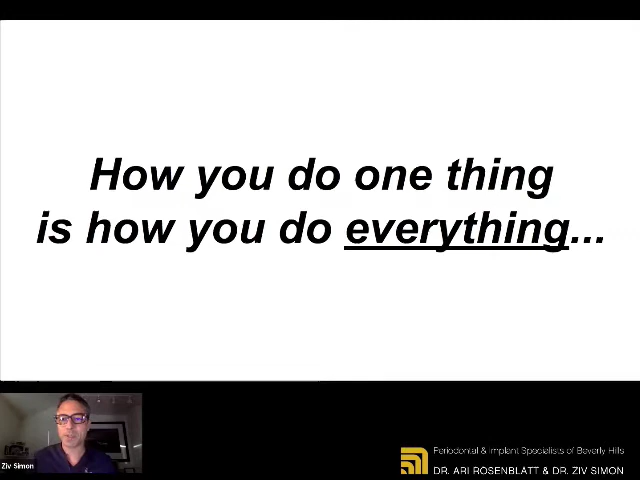 How you do one thing
is how you do everything...
Ziv Simon
Periodontal & Implant Specialists of Beverly Hills
DR. ARI ROSENBLATT & DR. ZIV SIMON